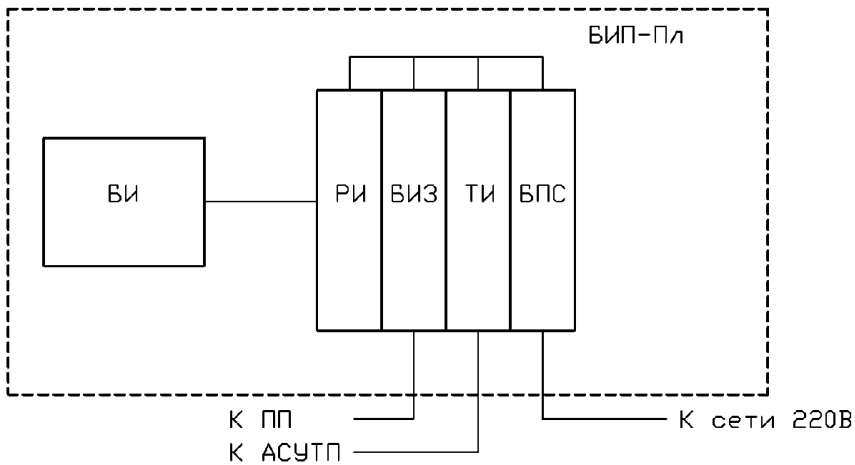 БИП-Пл
БИ
РИ БИЗ ТИ БПС
К ПП
К сети 220В
К АСУТП